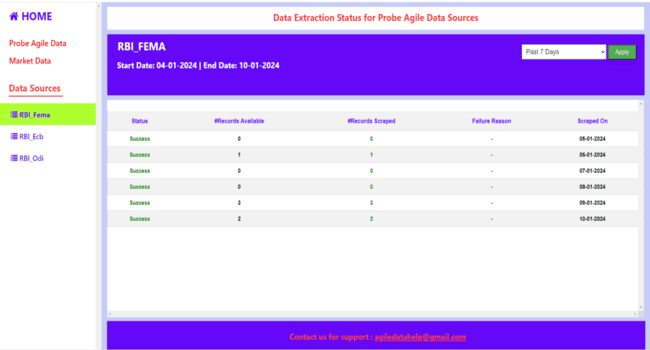 HOME
Probe Agile Data
Market Data
Data Sources
RBI_Fema
RBI_Ecb
RBI_Odi
Data Extraction Status for Probe Agile Data Sources
RBI_FEMA
Start Date: 04-01-2024 | End Date: 10-01-2024
Past 7 Days Apply
Status #Records Available #Records Scraped Failure Reason Scraped On
Success 0 0 - 06-01-2024
Success 1 1 - 05-01-2024
Success 0 0 - 07-01-2024
Success 0 0 - 08-01-2024
Success 3 3 - 09-01-2024
Success 2 2 - 10-01-2024
Contact us for support : agiledatahelp@gmail.com